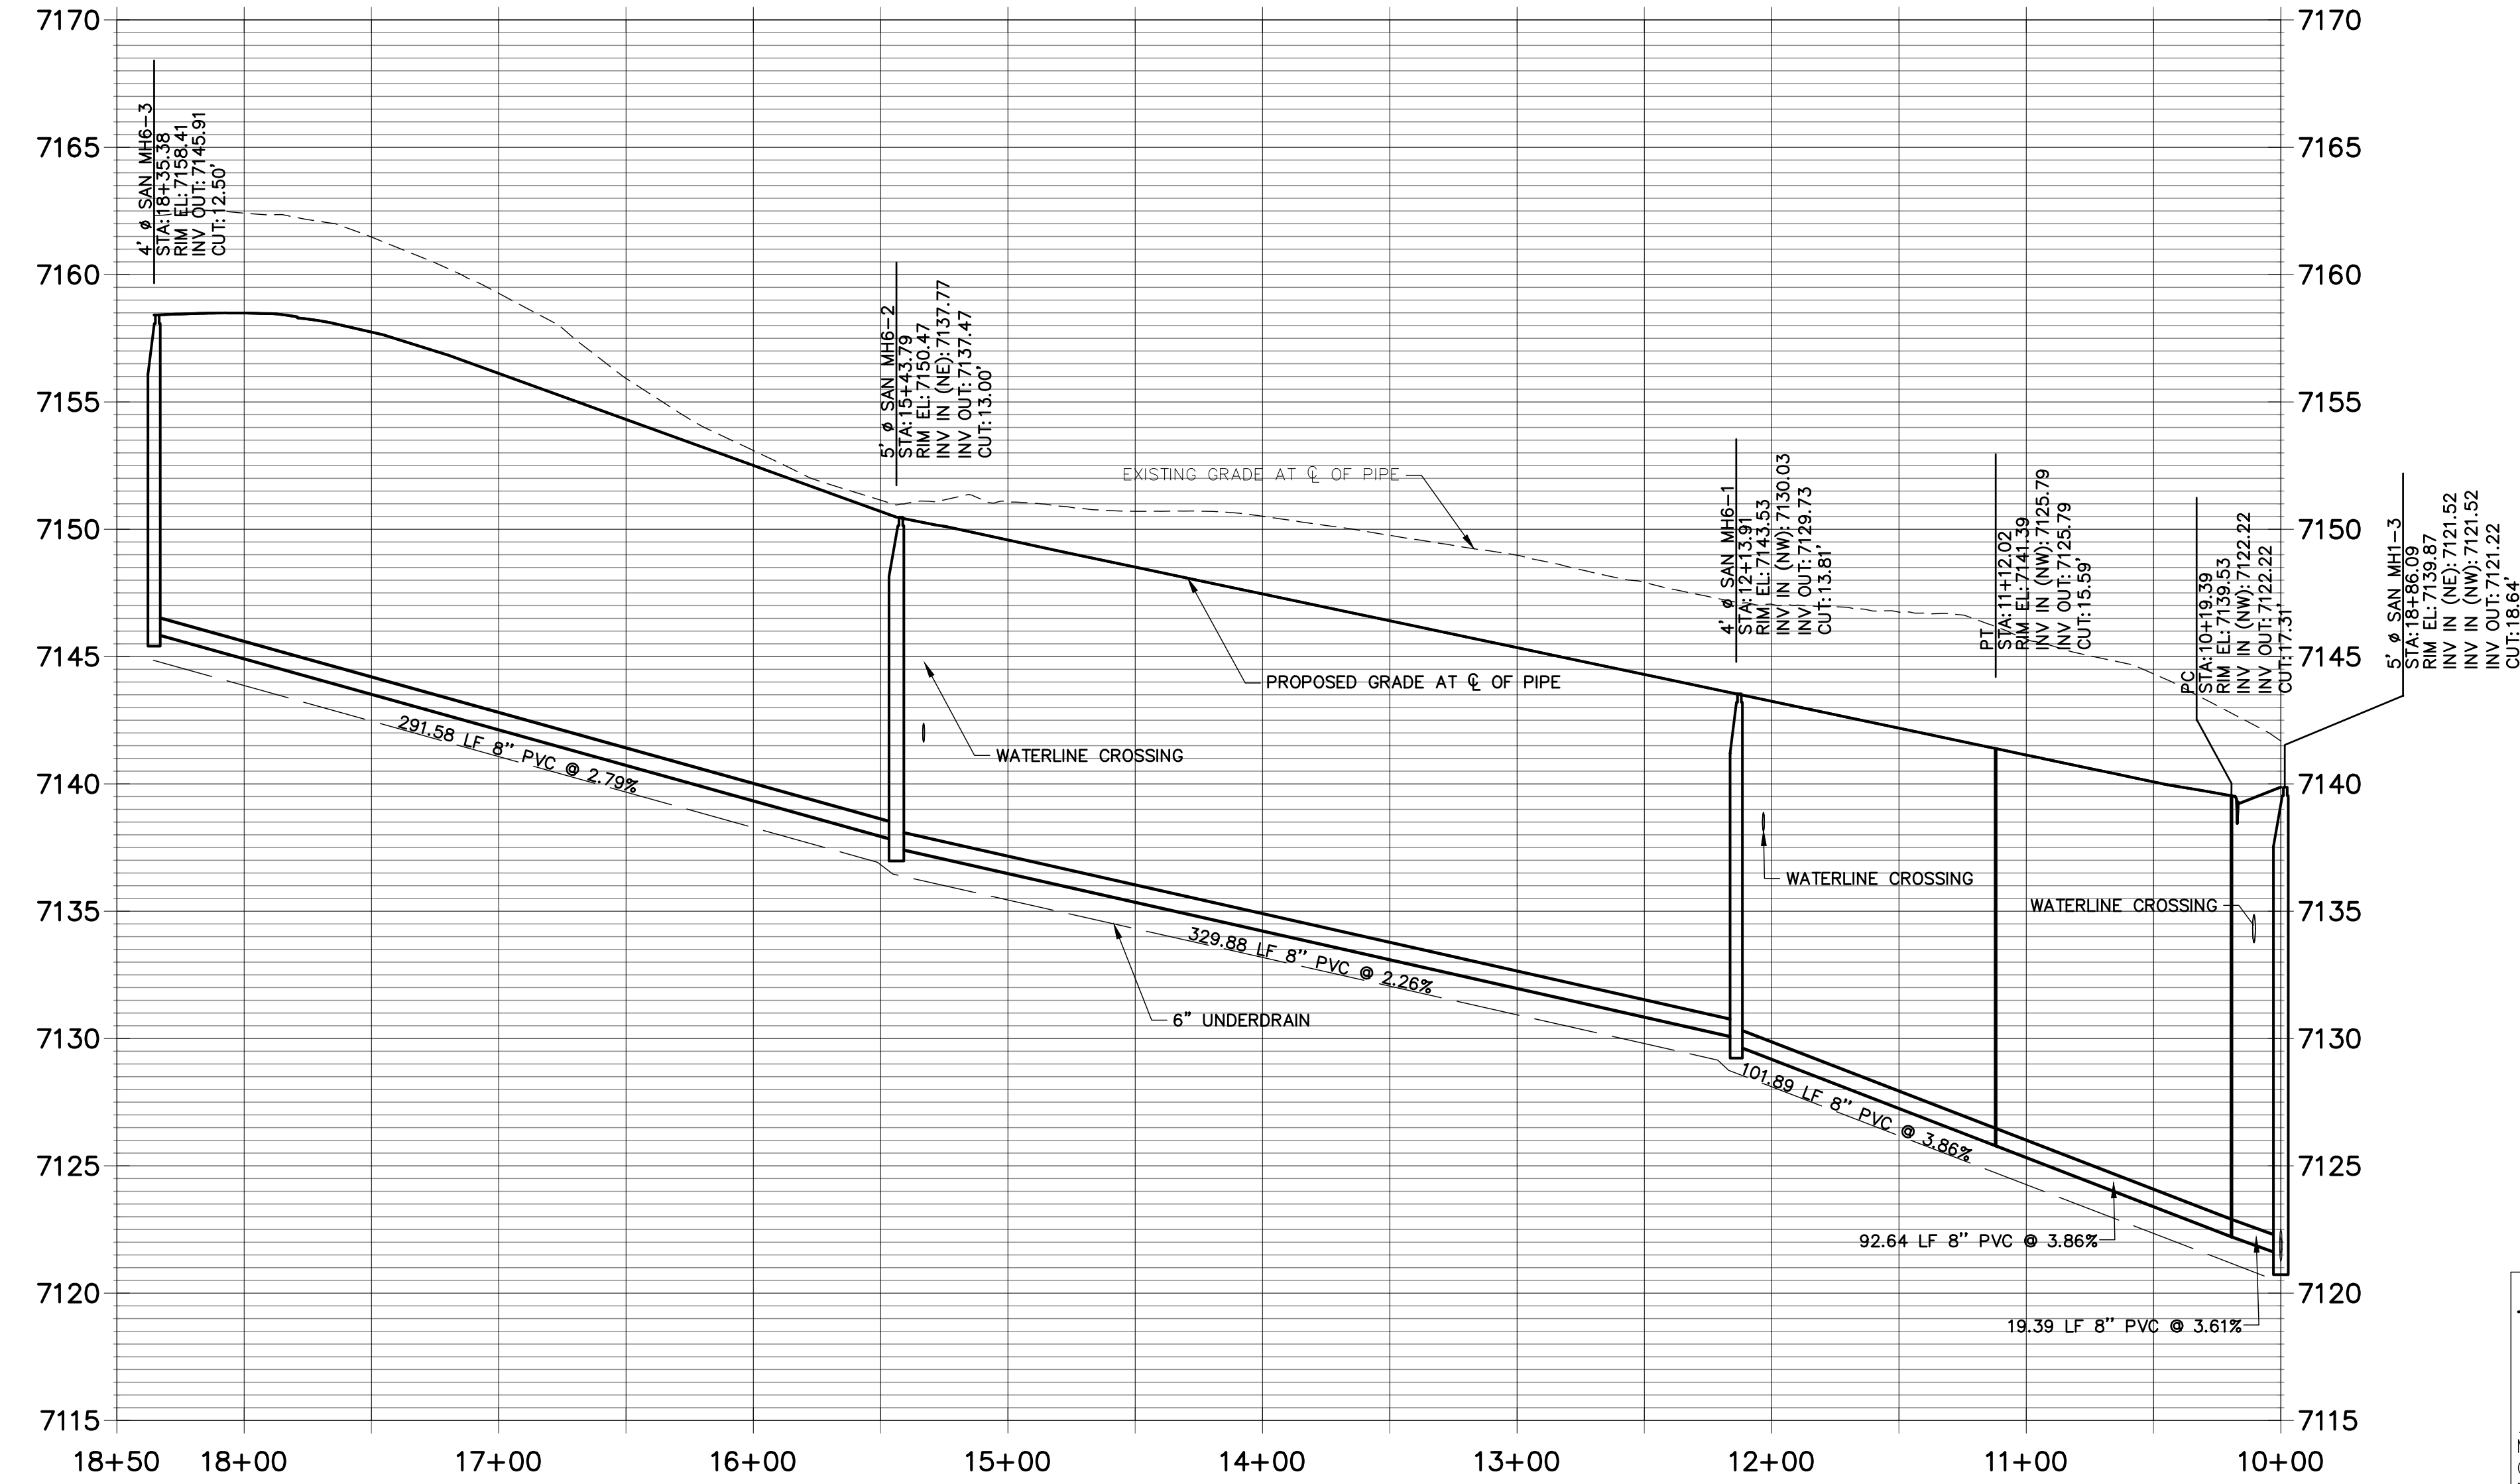 7170
7165
7160
7155
7150
7145
7140
7135
7130
7125
7120
7115
4' ø SAN MH6-3
STA:18+35.38
RIM EL:7158.41
INV OUT:7145.91
CUT:12.50'
5' ø SAN MH6-2
STA:15+43.79
RIM EL:7150.47
INV IN (NE):7137.77
INV OUT:7137.47
CUT:13.00'
EXISTING GRADE AT ℄ OF PIPE
4' ø SAN MH6-1
STA:12+13.91
RIM EL:7143.53
INV IN (NW):7130.03
INV OUT:7129.73
CUT:13.81'
PT
STA:11+12.02
RIM EL:7141.39
INV IN (NW):7125.79
INV OUT:7125.79
CUT:15.59'
PC
STA:10+19.39
RIM EL:7139.53
INV IN (NW):7122.22
INV OUT:7122.22
CUT:17.31'
5' ø SAN MH1-3
STA:18+86.09
RIM EL:7139.87
INV IN (NE):7121.52
INV IN (NW):7121.52
INV OUT:7121.22
CUT:18.64'
PROPOSED GRADE AT ℄ OF PIPE
WATERLINE CROSSING
WATERLINE CROSSING
WATERLINE CROSSING
291.58 LF 8" PVC @ 2.79%
329.88 LF 8" PVC @ 2.26%
6" UNDERDRAIN
101.89 LF 8" PVC @ 3.86%
92.64 LF 8" PVC @ 3.86%
19.39 LF 8" PVC @ 3.61%
7170
7165
7160
7155
7150
7145
7140
7135
7130
7125
7120
7115
18+50 18+00 17+00 16+00 15+00 14+00 13+00 12+00 11+00 10+00